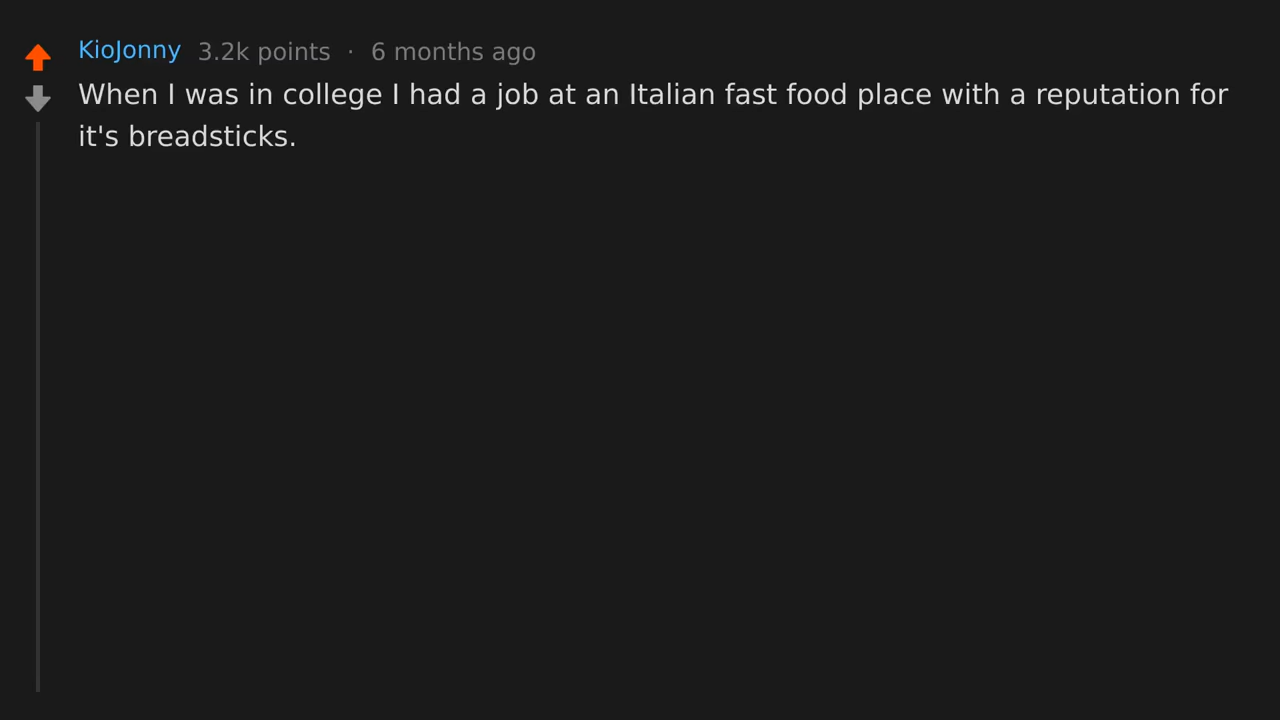 KioJonny 3.2k points · 6 months ago
When I was in college I had a job at an Italian fast food place with a reputation for
it's breadsticks.